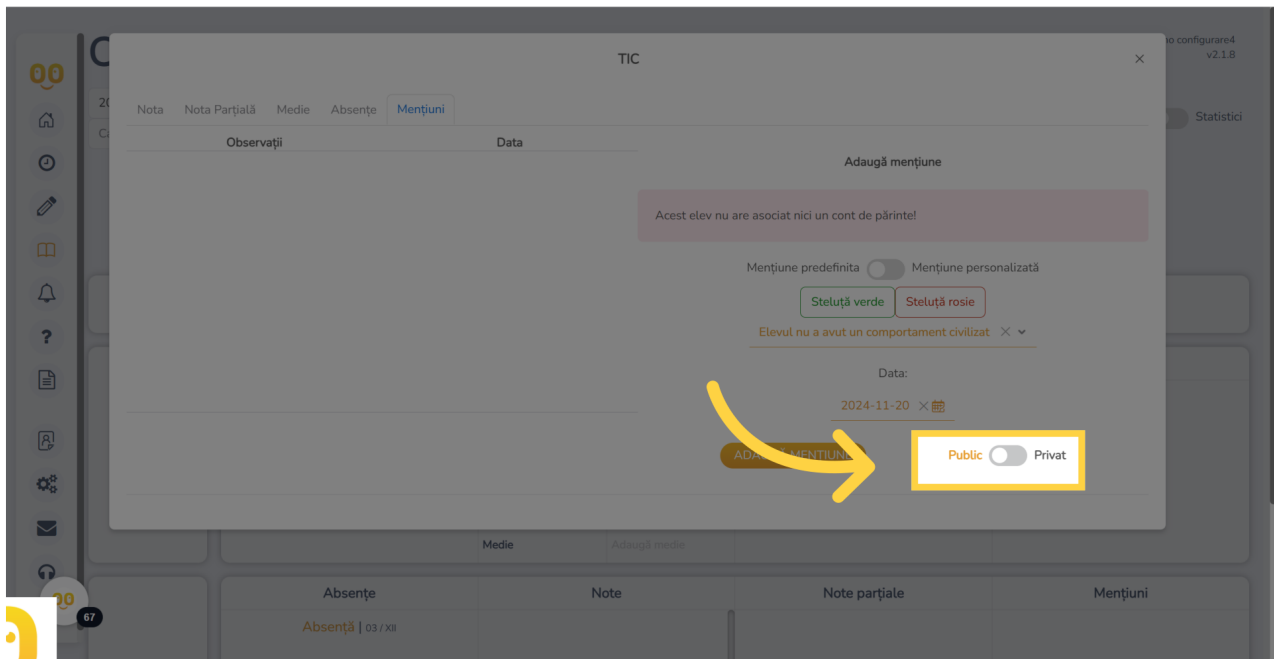 TIC
no configurare4
v2.1.8
Statistici
Nota Nota Parțială Medie Absențe Mențiuni
Observații Data
Adaugă mențiune
Acest elev nu are asociat nici un cont de părinte!
Mențiune predefinita Mențiune personalizată
Steluță verde Steluță rosie
Elevul nu a avut un comportament civilizat
Data:
2024-11-20
Public Privat
Medie Adaugă medie
Absențe Note Note parțiale Mențiuni
Absență | 03 / XII
67